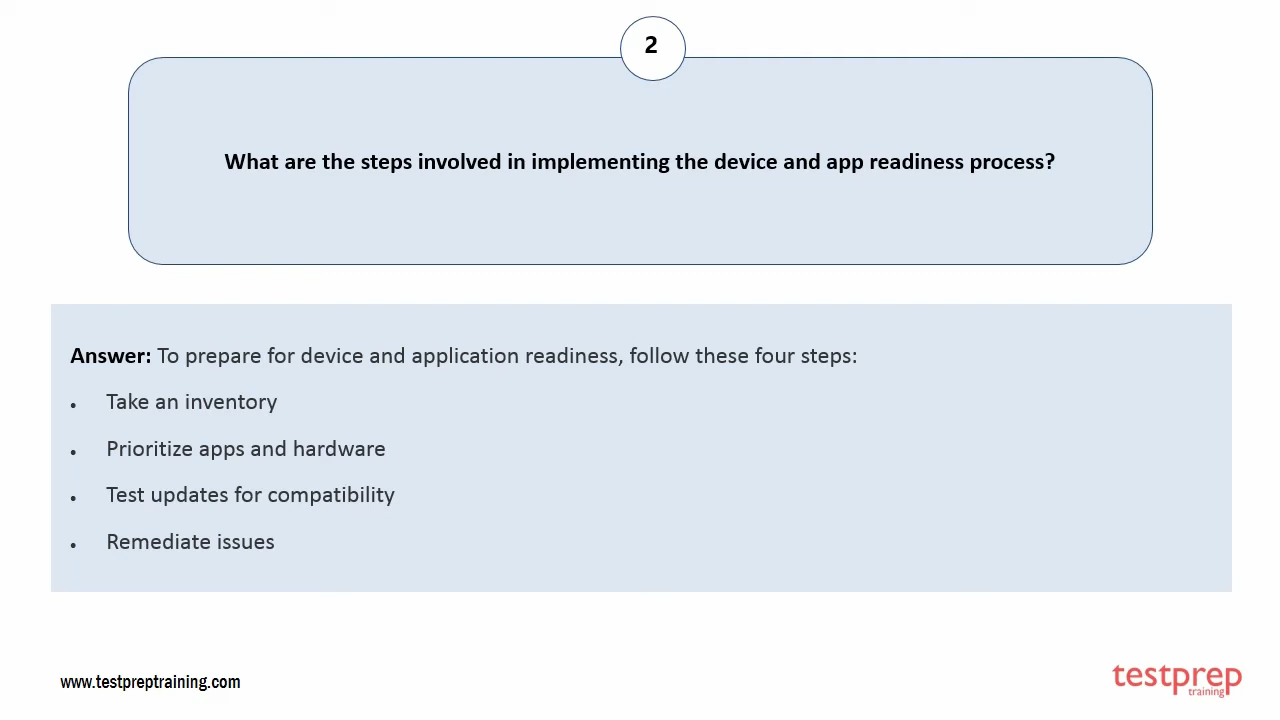 2
What are the steps involved in implementing the device and app readiness process?
Answer: To prepare for device and application readiness, follow these four steps:
• Take an inventory
• Prioritize apps and hardware
• Test updates for compatibility
• Remediate issues
www.testpreptraining.com
testprep
training